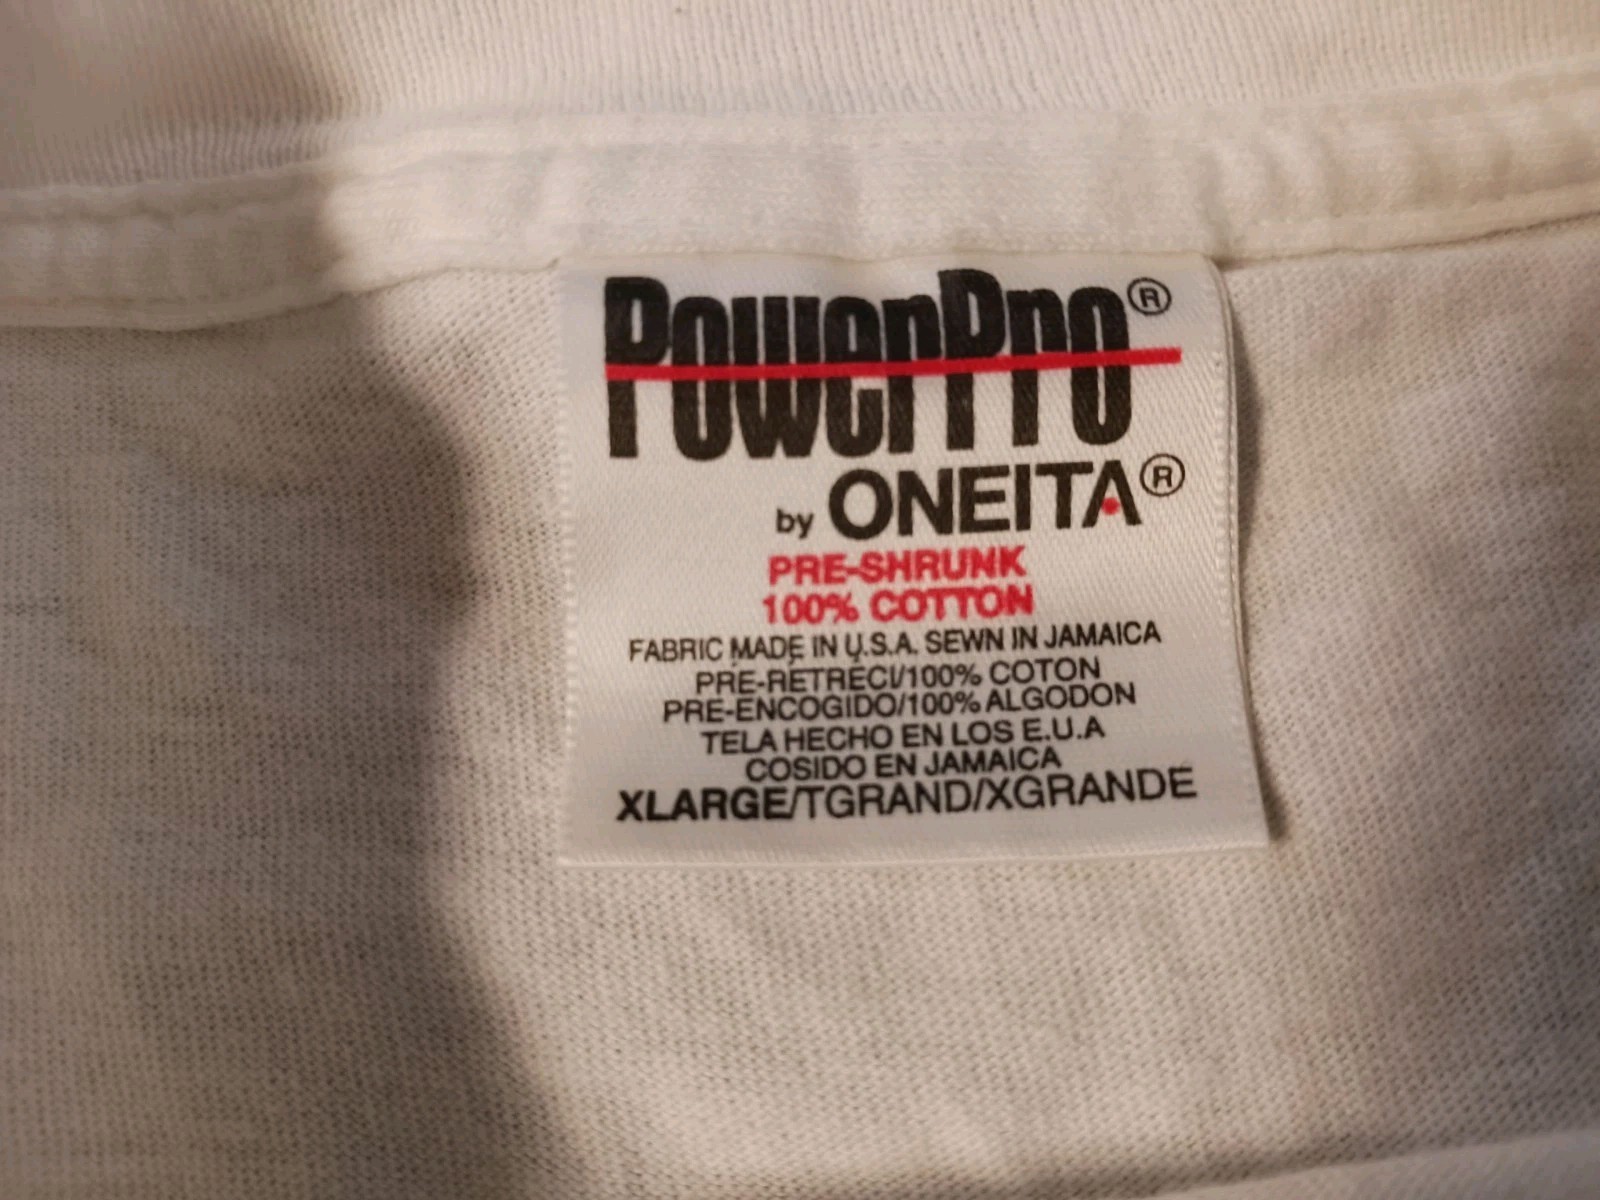 PowerPro®
by ONEITA®
PRE-SHRUNK
100% COTTON
FABRIC MADE IN U.S.A. SEWN IN JAMAICA
PRE-RÉTRÉCI/100% COTON
PRE-ENCOGIDO/100% ALGODON
TELA HECHO EN LOS E.U.A
COSIDO EN JAMAICA
XLARGE/TGRAND/XGRANDE